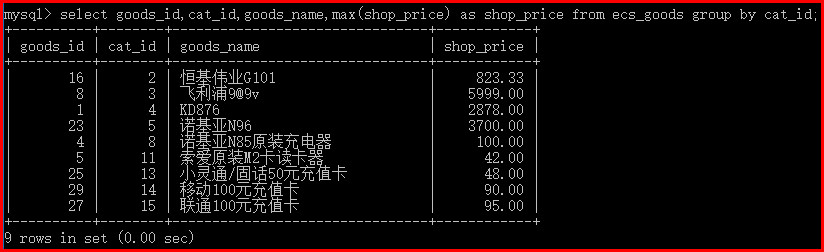 mysql> select goods_id,cat_id,goods_name,max(shop_price) as shop_price from ecs_goods group by cat_id;
+----------+--------+------------------------------+------------+
| goods_id | cat_id | goods_name | shop_price |
+----------+--------+------------------------------+------------+
| 16 | 2 | 恒基伟业G101 | 823.33 |
| 8 | 3 | 飞利浦9@9v | 5999.00 |
| 1 | 4 | KD876 | 2878.00 |
| 23 | 5 | 诺基亚N96 | 3700.00 |
| 4 | 8 | 诺基亚N85原装充电器 | 100.00 |
| 5 | 11 | 索爱原装M2卡读卡器 | 42.00 |
| 25 | 13 | 小灵通/固话50元充值卡 | 48.00 |
| 29 | 14 | 移动100元充值卡 | 90.00 |
| 27 | 15 | 联通100元充值卡 | 95.00 |
+----------+--------+------------------------------+------------+
9 rows in set (0.00 sec)